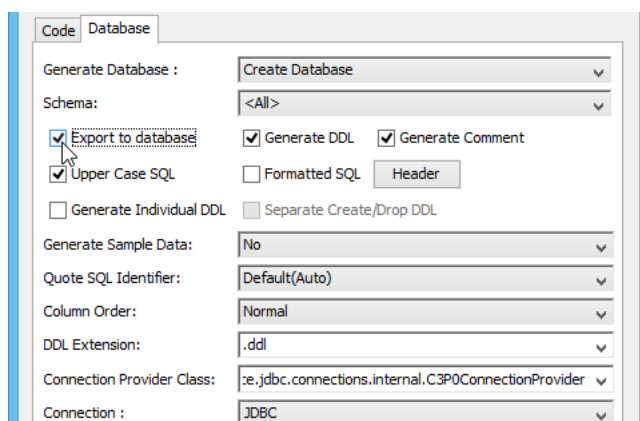 Code Database
Generate Database : Create Database
Schema: <All>
Export to database Generate DDL Generate Comment
Upper Case SQL Formatted SQL Header
Generate Individual DDL Separate Create/Drop DDL
Generate Sample Data: No
Quote SQL Identifier: Default(Auto)
Column Order: Normal
DDL Extension: .ddl
Connection Provider Class: :e.jdbc.connections.internal.C3P0ConnectionProvider
Connection : JDBC